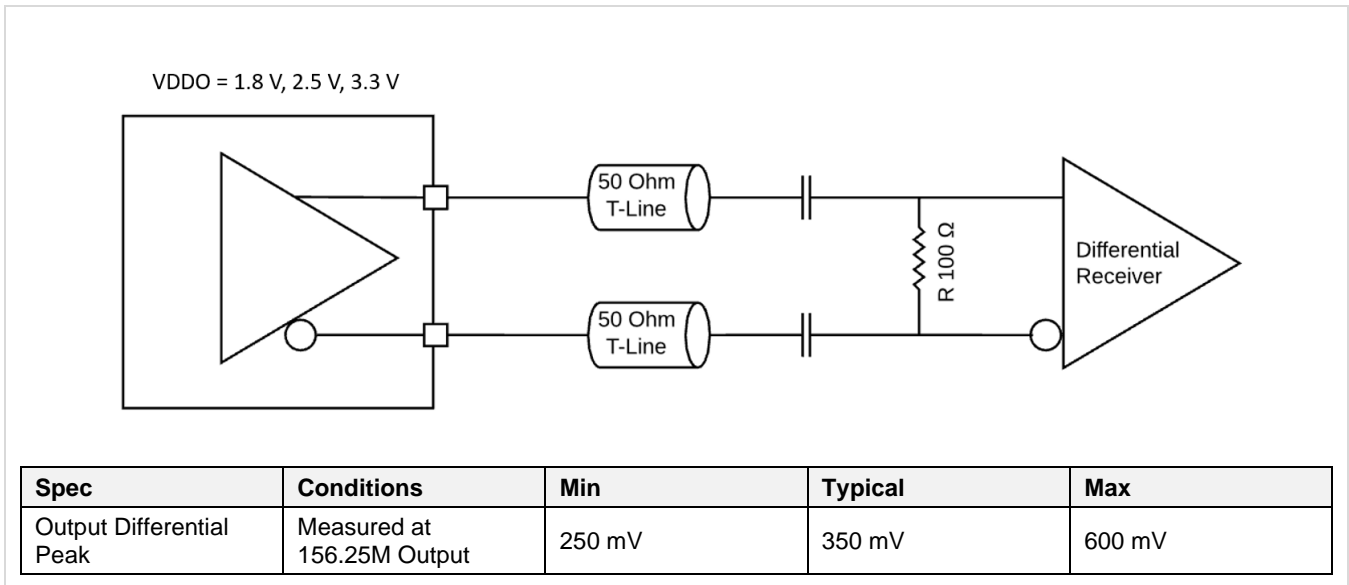 VDDO = 1.8 V, 2.5 V, 3.3 V
50 Ohm
T-Line
R 100 Ω
Differential
Receiver
50 Ohm
T-Line
Spec Conditions Min Typical Max
Output Differential
Peak
Measured at
156.25M Output
250 mV 350 mV 600 mV